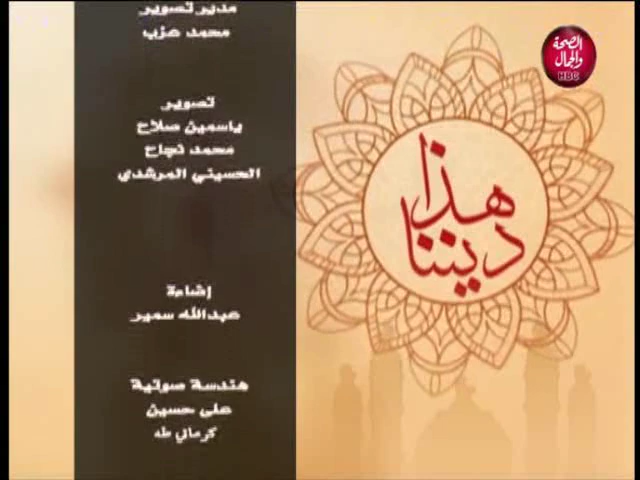 مدير تصوير
محمد عزب
تصوير
ياسمين صلاح
محمد نجاح
الحسيني المرشدي
إضاءة
عبدالله سمير
هندسة صوتية
على حسين
كرماني طه
هذا
ديننا
الصحة
والجمال
HBC